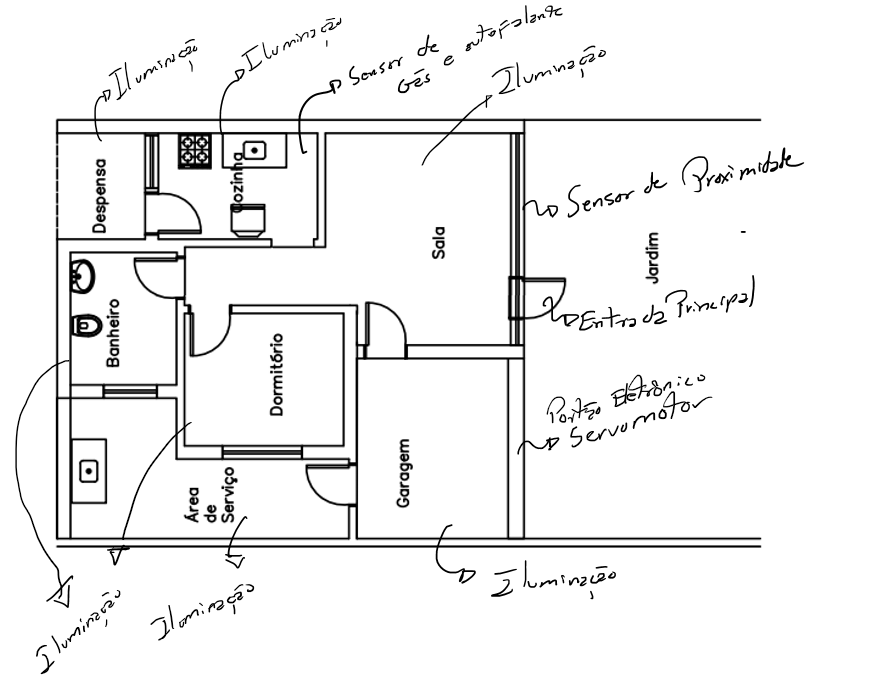 Iluminação
Iluminação
Sensor de
Gás e autofalante
Iluminação
Despensa
Cozinha
Sala
Sensor de Proximidade
Jardim
Entrada Principal
Banheiro
Dormitório
Portão Eletrônico
Servomotor
Garagem
Área
de
Serviço
Iluminação
Iluminação
Iluminação